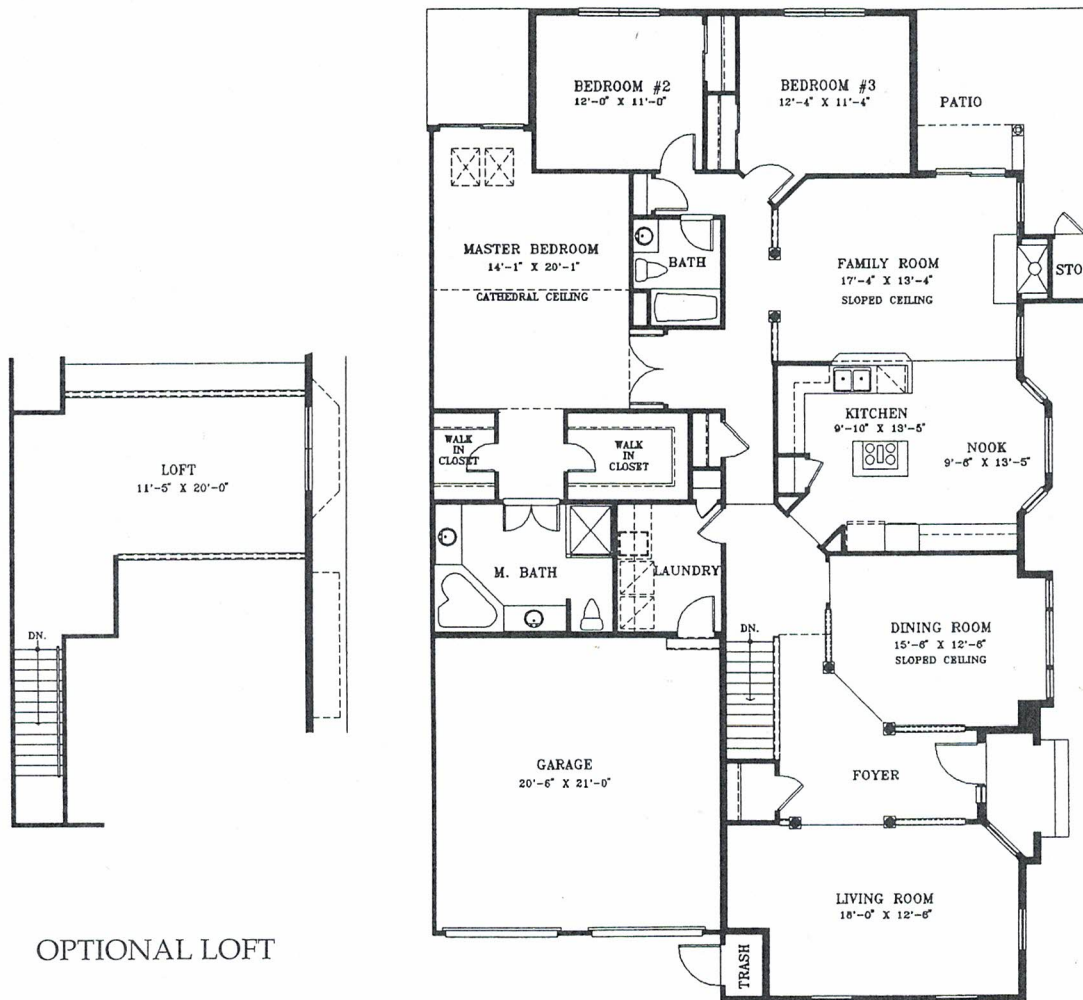 BEDROOM #2
12'-0" X 11'-0"
BEDROOM #3
12'-4" X 11'-4"
PATIO
MASTER BEDROOM
14'-1" X 20'-1"
CATHEDRAL CEILING
BATH
FAMILY ROOM
17'-4" X 13'-4"
SLOPED CEILING
STO
KITCHEN
9'-10" X 13'-5"
NOOK
9'-6" X 13'-5"
WALK
IN
CLOSET
WALK
IN
CLOSET
LOFT
11'-5" X 20'-0"
DN.
M. BATH
LAUNDRY
DN.
DINING ROOM
15'-6" X 12'-6"
SLOPED CEILING
GARAGE
20'-6" X 21'-0"
FOYER
LIVING ROOM
18'-0" X 12'-6"
TRASH
OPTIONAL LOFT